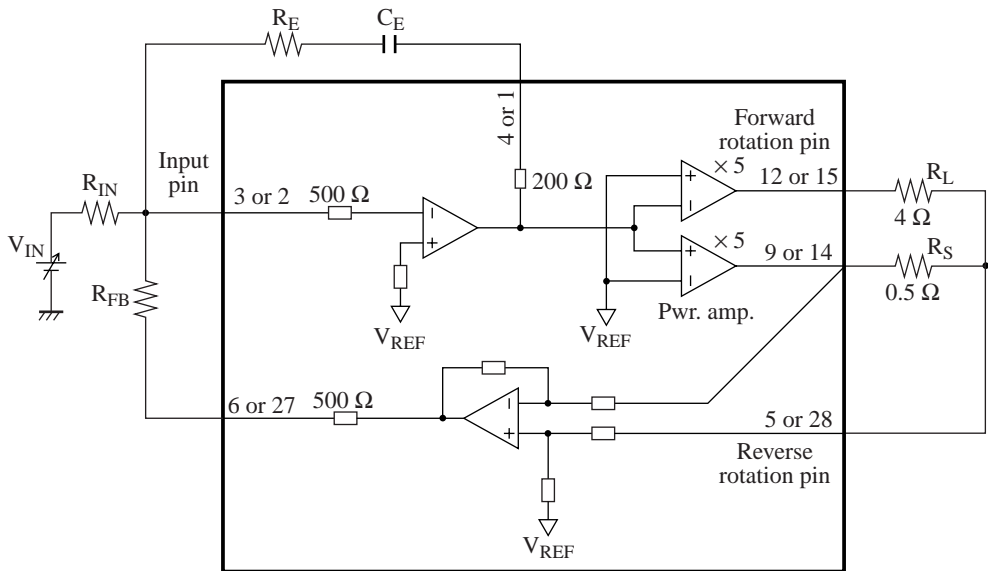 R_E
C_E
4 or 1
Forward
rotation pin
Input
pin
× 5
12 or 15
R_L
R_IN
3 or 2
500 Ω
200 Ω
4 Ω
V_IN
× 5
9 or 14
R_S
R_FB
0.5 Ω
V_REF
V_REF
Pwr. amp.
6 or 27
500 Ω
5 or 28
Reverse
rotation pin
V_REF